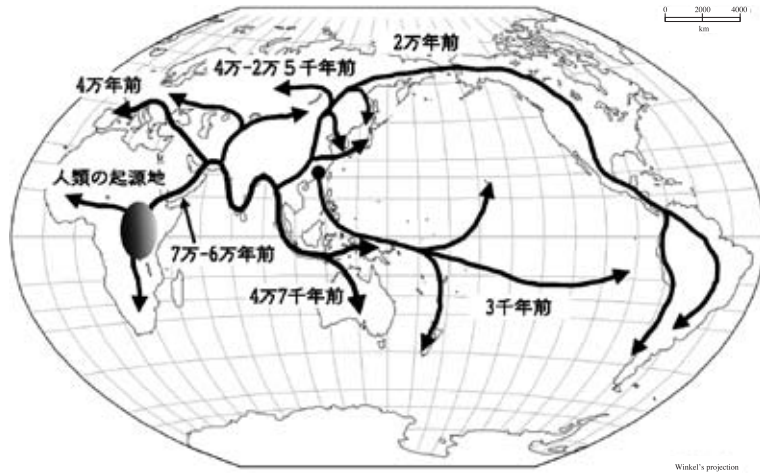 0 2000 4000
km
2万年前
4万-2万5千年前
4万年前
人類の起源地
7万-6万年前
4万7千年前
3千年前
Winkel's projection